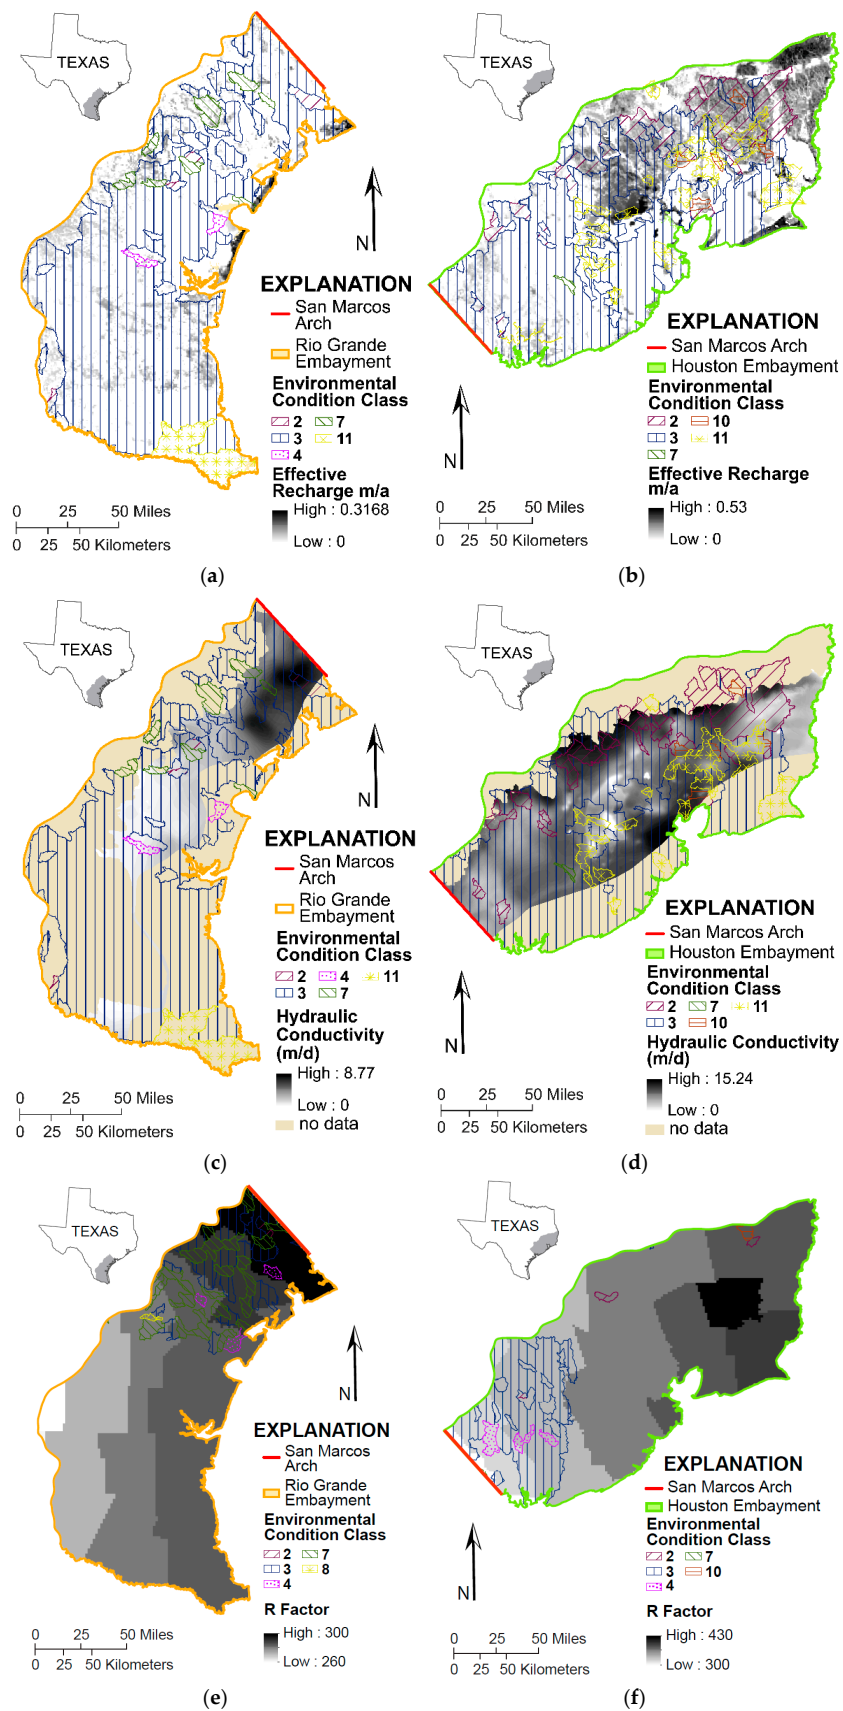 TEXAS
N
EXPLANATION
San Marcos
Arch
Rio Grande
Embayment
Environmental
Condition Class
2 7
3 11
4
Effective
Recharge m/a
High : 0.3168
Low : 0
0 25 50 Miles
0 25 50 Kilometers
(a)
TEXAS
N
EXPLANATION
San Marcos Arch
Houston Embayment
Environmental
Condition Class
2 10
3 11
7
Effective Recharge
m/a
High : 0.53
Low : 0
0 25 50 Miles
0 25 50 Kilometers
(b)
TEXAS
N
EXPLANATION
San Marcos
Arch
Rio Grande
Embayment
Environmental
Condition Class
2 4 11
3 7
Hydraulic
Conductivity
(m/d)
High : 8.77
Low : 0
no data
0 25 50 Miles
0 25 50 Kilometers
(c)
TEXAS
N
EXPLANATION
San Marcos Arch
Houston Embayment
Environmental
Condition Class
2 7 11
3 10
Hydraulic Conductivity
(m/d)
High : 15.24
Low : 0
no data
0 25 50 Miles
0 25 50 Kilometers
(d)
TEXAS
N
EXPLANATION
San Marcos
Arch
Rio Grande
Embayment
Environmental
Condition Class
2 7
3 8
4
R Factor
High : 300
Low : 260
0 25 50 Miles
0 25 50 Kilometers
(e)
TEXAS
N
EXPLANATION
San Marcos Arch
Houston Embayment
Environmental
Condition Class
2 7
3 10
4
R Factor
High : 430
Low : 300
0 25 50 Miles
0 25 50 Kilometers
(f)